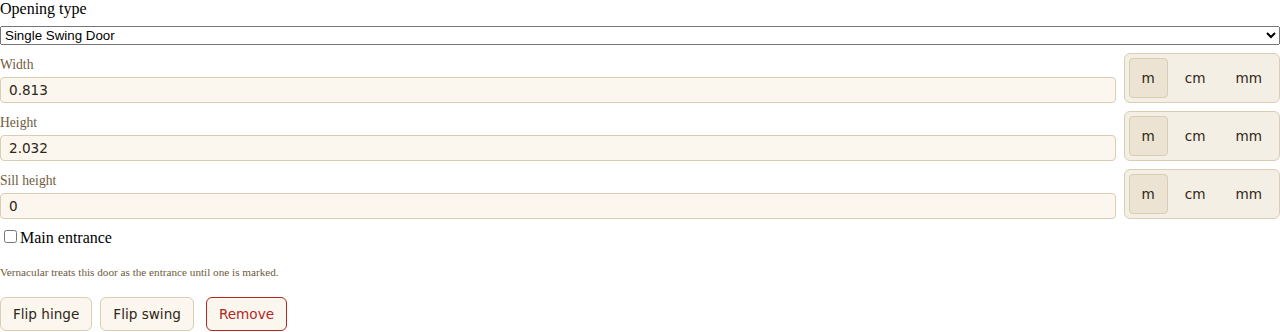 Opening type
Single Swing Door
Width
0.813
m cm mm
Height
2.032
m cm mm
Sill height
0
m cm mm
Main entrance
Vernacular treats this door as the entrance until one is marked.
Flip hinge Flip swing Remove